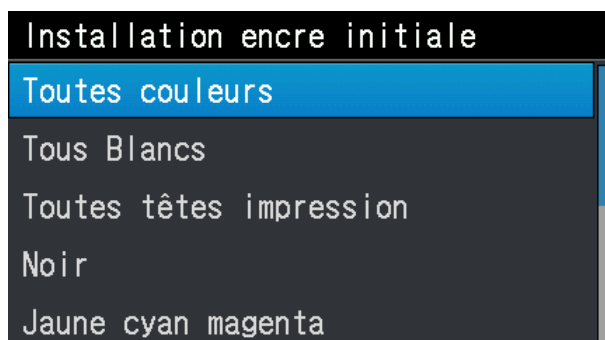 Installation encre initiale
Toutes couleurs
Tous Blancs
Toutes têtes impression
Noir
Jaune cyan magenta